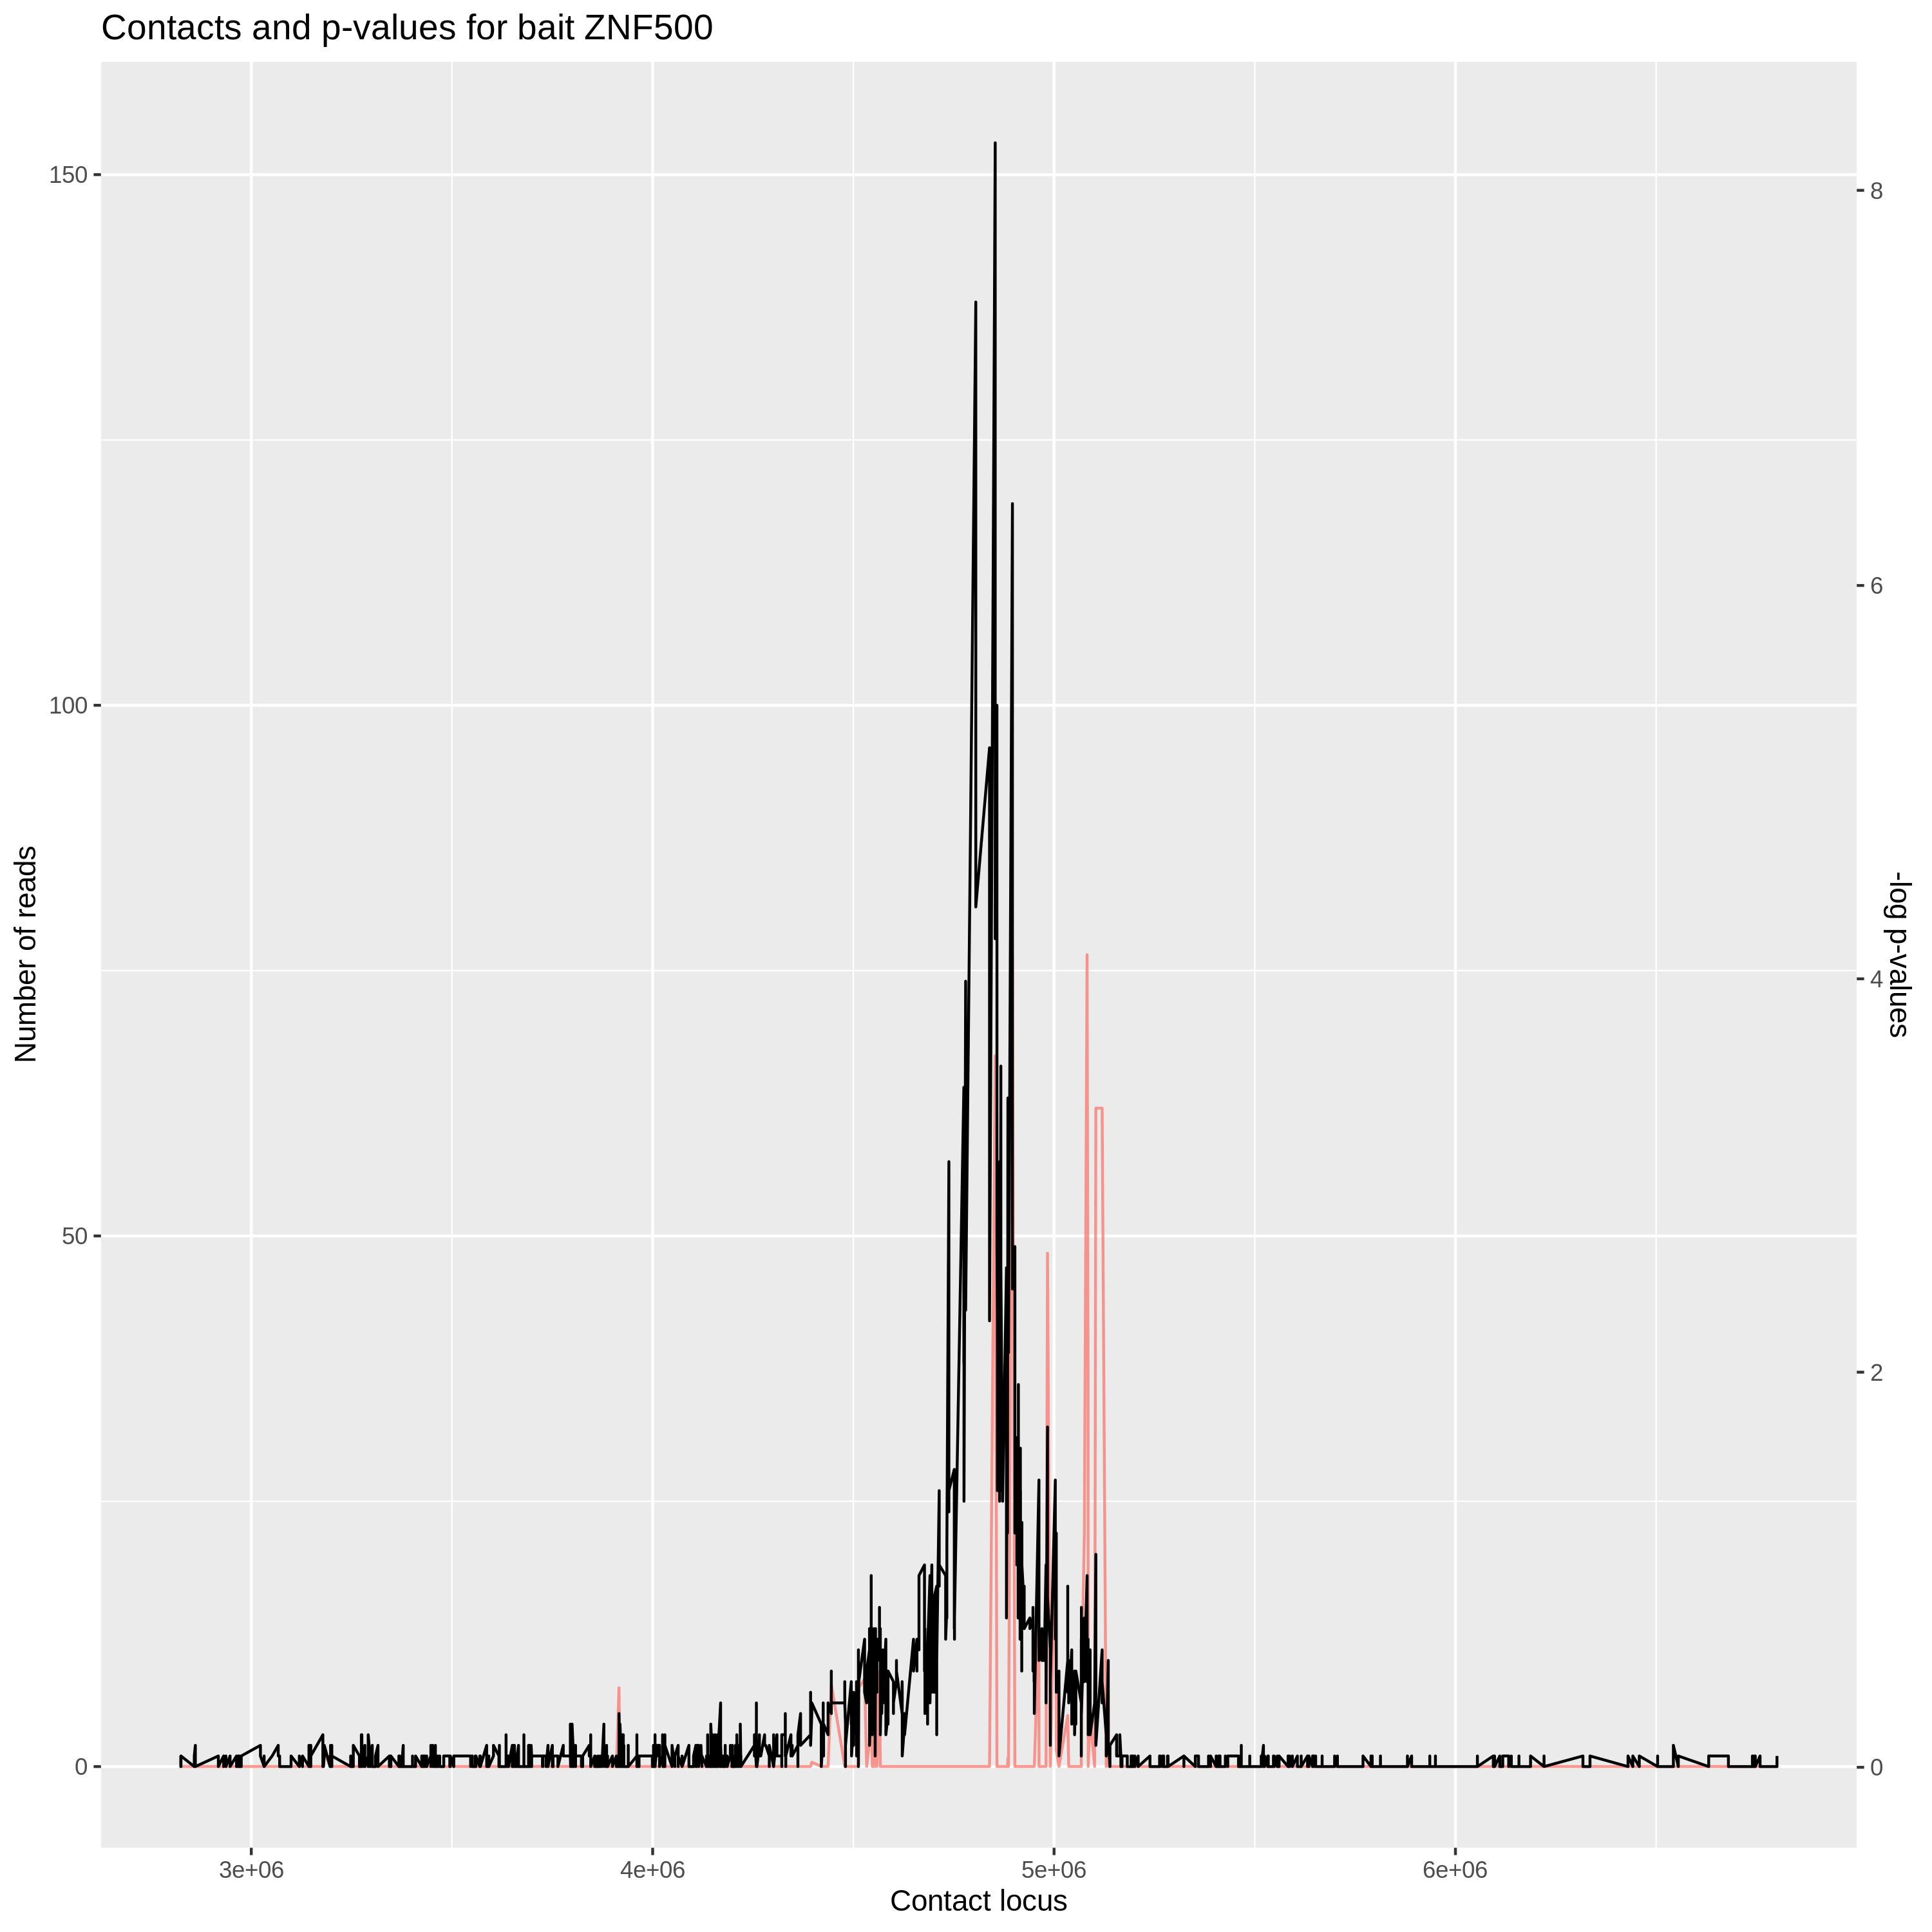 Contacts and p-values for bait ZNF500
150
100
50
0
8
6
4
2
0
Number of reads
-log p-values
3e+06
4e+06
5e+06
6e+06
Contact locus